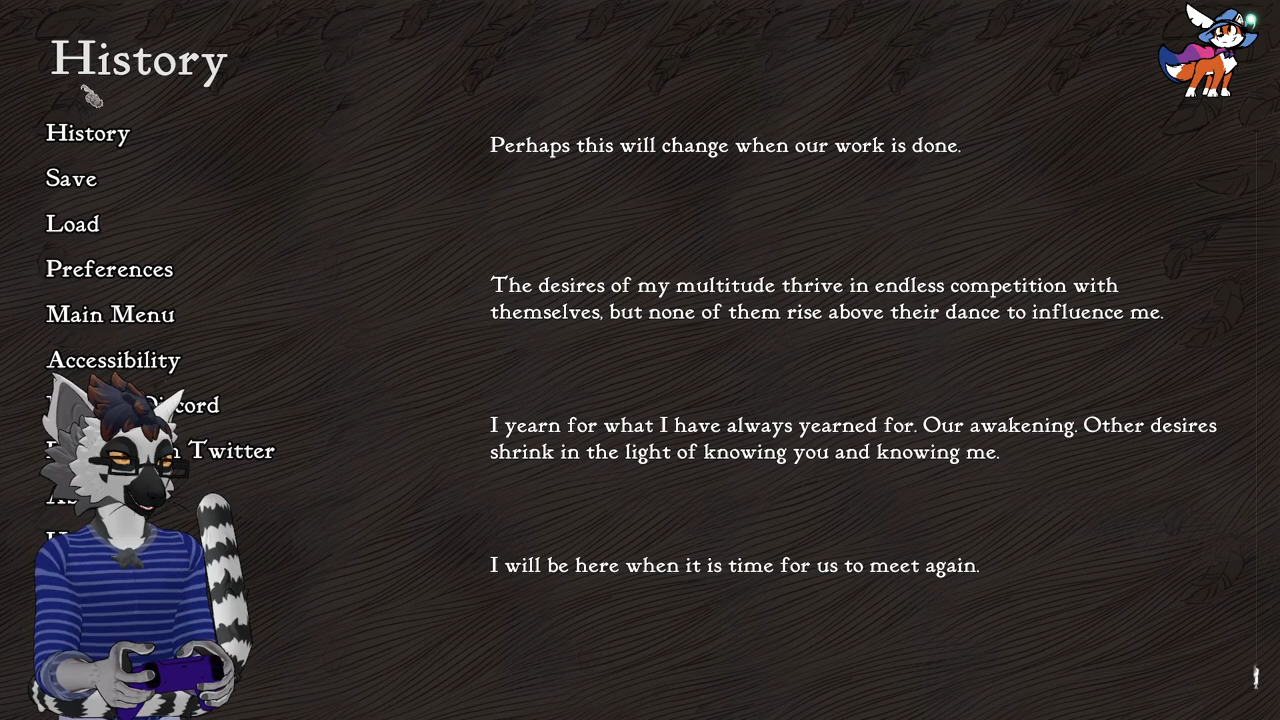 History
History
Save
Load
Preferences
Main Menu
Accessibility
Twitter
Perhaps this will change when our work is done.
The desires of my multitude thrive in endless competition with
themselves, but none of them rise above their dance to influence me.
I yearn for what I have always yearned for. Our awakening. Other desires
shrink in the light of knowing you and knowing me.
I will be here when it is time for us to meet again.